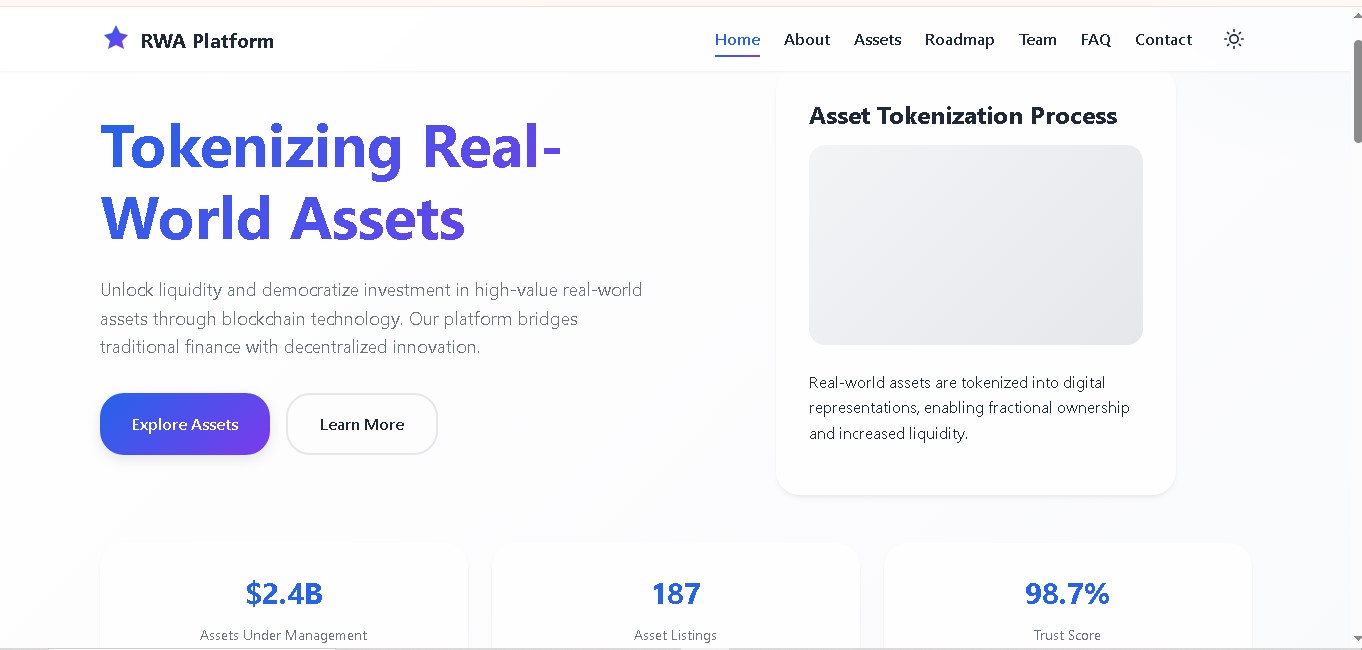 RWA Platform
Home
About
Assets
Roadmap
Team
FAQ
Contact
Tokenizing Real-
World Assets
Unlock liquidity and democratize investment in high-value real-world
assets through blockchain technology. Our platform bridges
traditional finance with decentralized innovation.
Explore Assets
Learn More
Asset Tokenization Process
Real-world assets are tokenized into digital
representations, enabling fractional ownership
and increased liquidity.
$2.4B
Assets Under Management
187
Asset Listings
98.7%
Trust Score